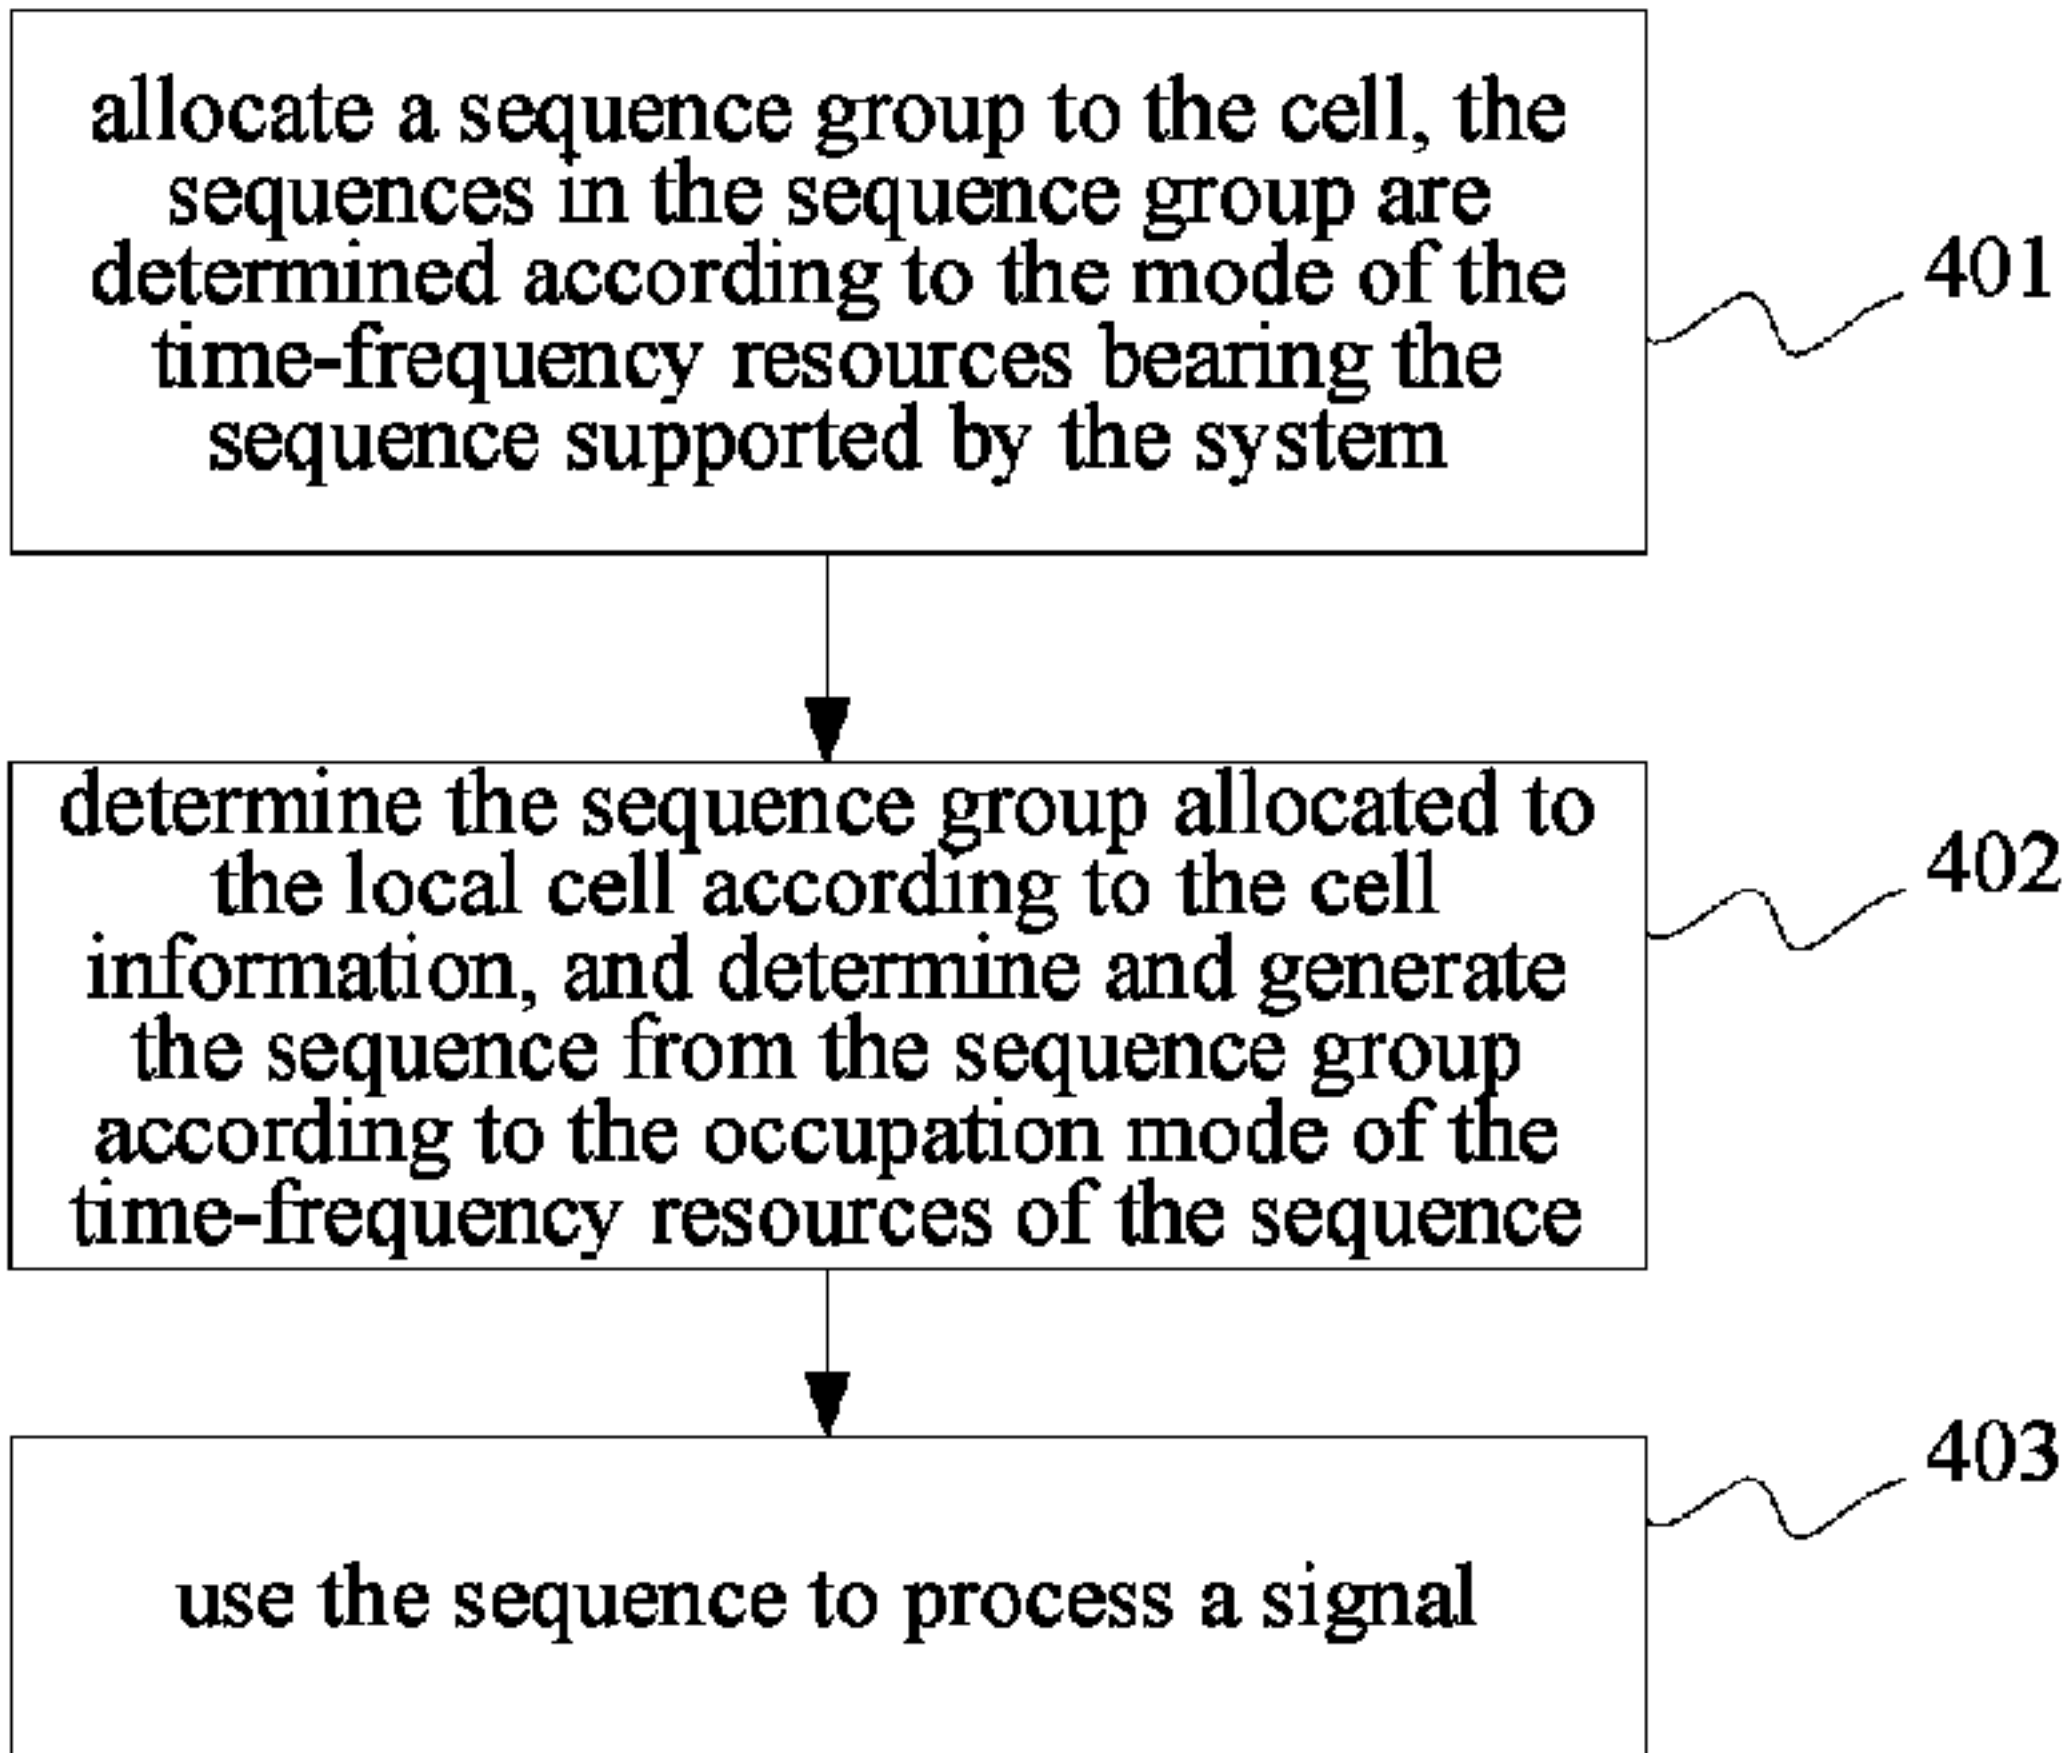 allocate a sequence group to the cell, the
sequences in the sequence group are
determined according to the mode of the
time-frequency resources bearing the
sequence supported by the system
401
determine the sequence group allocated to
the local cell according to the cell
information, and determine and generate
the sequence from the sequence group
according to the occupation mode of the
time-frequency resources of the sequence
402
use the sequence to process a signal
403